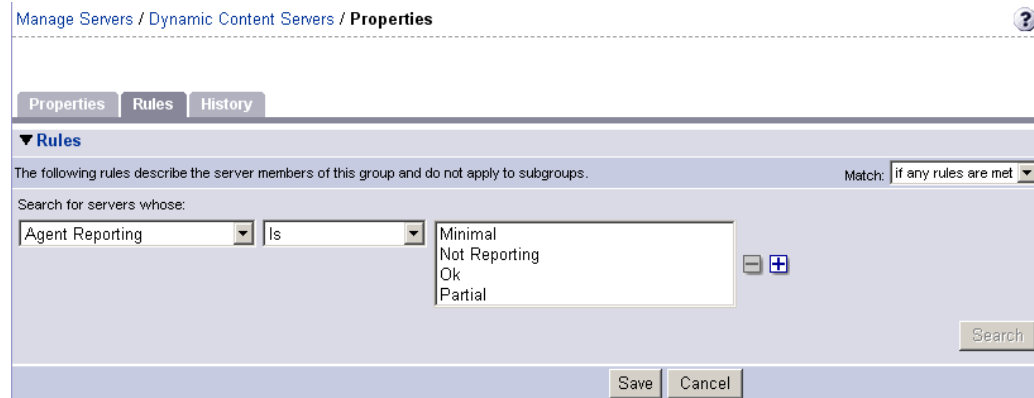 Manage Servers / Dynamic Content Servers / Properties
?
Properties Rules History
Rules
The following rules describe the server members of this group and do not apply to subgroups. Match: if any rules are met
Search for servers whose:
Agent Reporting Is Minimal
Not Reporting
Ok
Partial
Search
Save Cancel